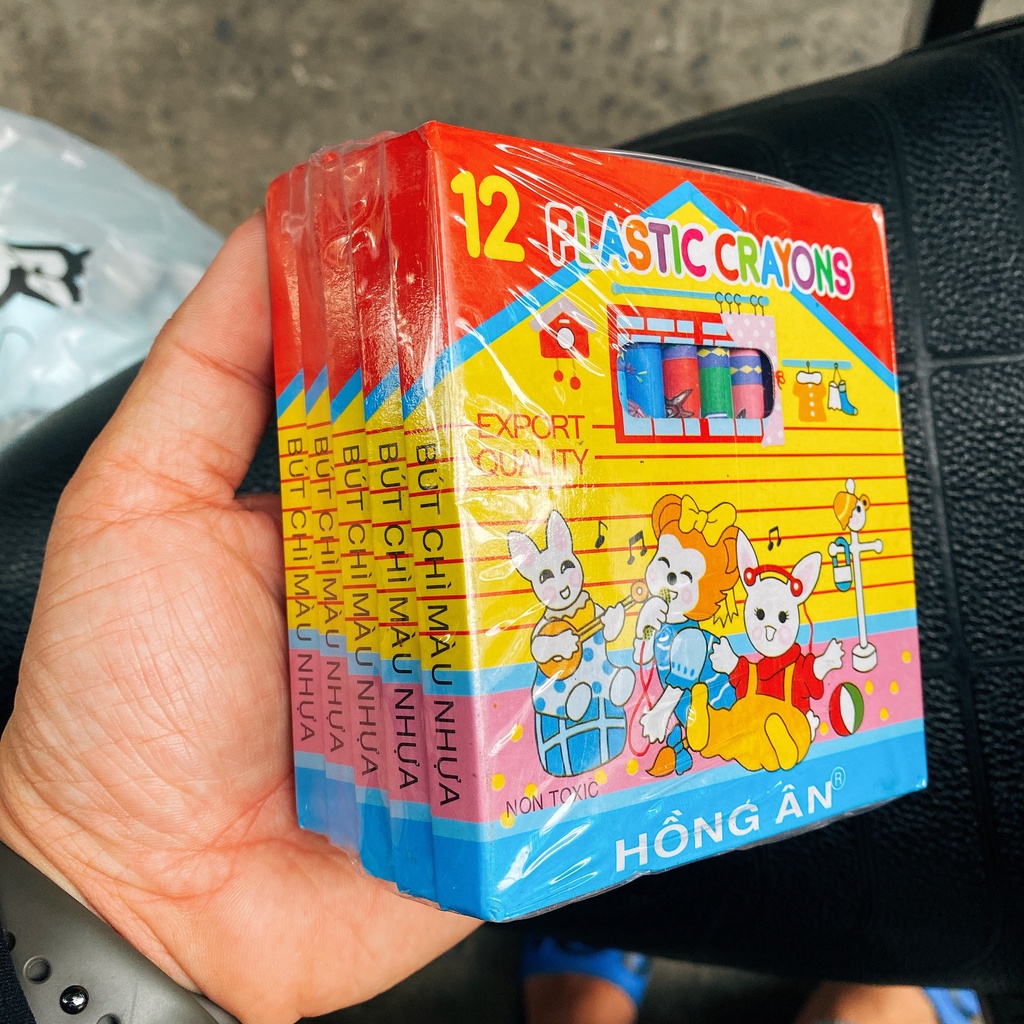 12 PLASTIC CRAYONS
EXPORT
QUALITY
NON TOXIC
HỒNG ÂN®
BÚT CHÌ MÀU NHỰA
BÚT CHÌ MÀU NHỰA
BÚT CHÌ MÀU NHỰA
BÚT CHÌ MÀU NHỰA
BÚT CHÌ MÀU NHỰA